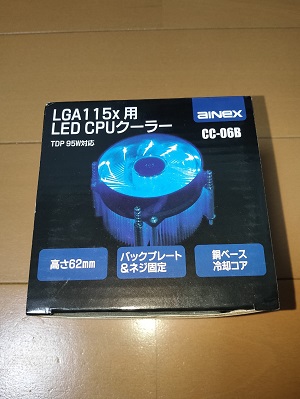 LGA115x 用
LED CPUクーラー
TDP 95W対応
aınex
CC-06B
高さ62mm
バックプレート
&ネジ固定
銅ベース
冷却コア